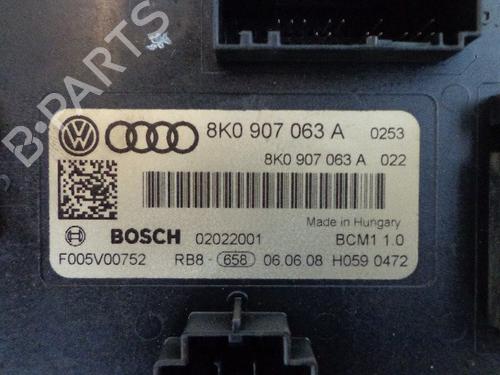 B-PARTS
8K0 907 063 A 0253
8K0 907 063 A 022
Made in Hungary
BOSCH 02022001 BCM1 1.0
F005V00752 RB8 - 658 06.06.08 H059 0472